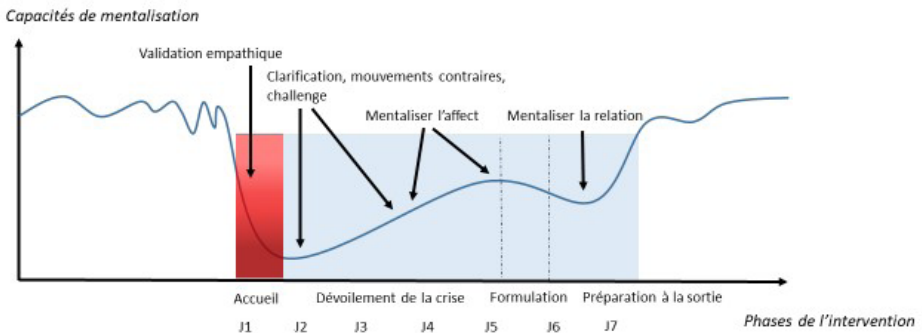 Capacités de mentalisation
Validation empathique
Clarification, mouvements contraires,
challenge
Mentaliser l'affect
Mentaliser la relation
Accueil
Dévoilement de la crise
Formulation
Préparation à la sortie
J1
J2
J3
J4
J5
J6
J7
Phases de l'intervention